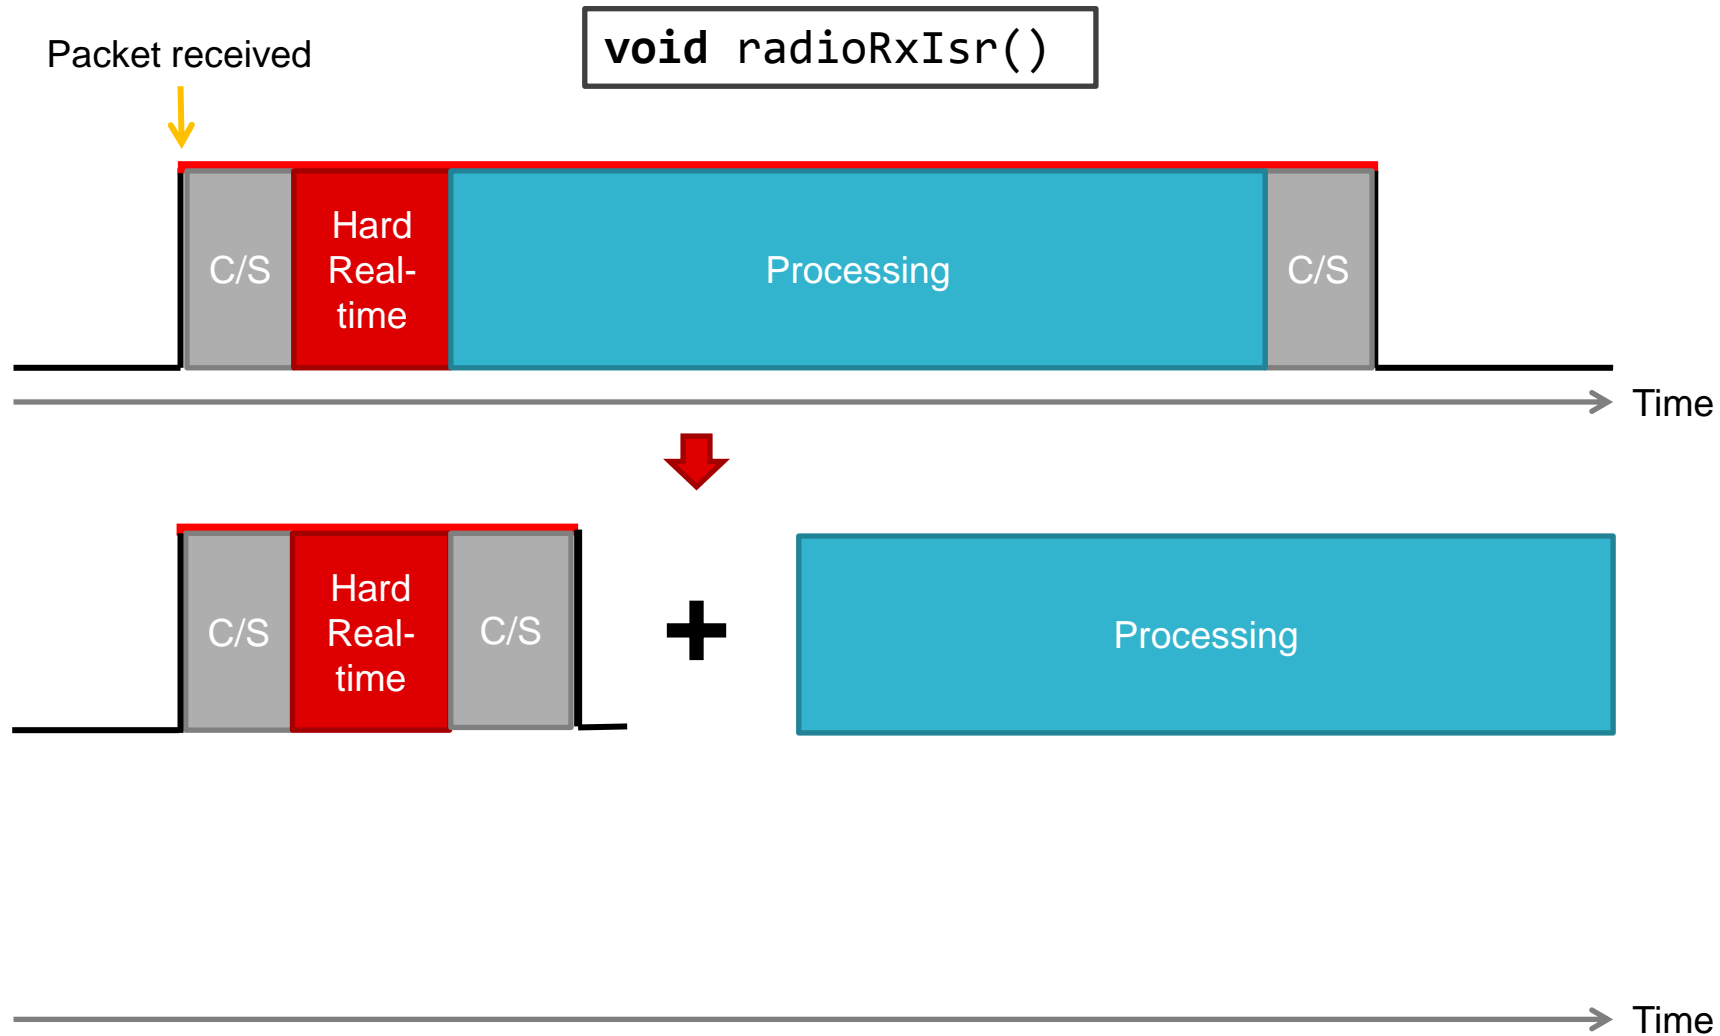 Packet received
void radioRxIsr()
C/S
Hard
Real-
time
Processing
C/S
Time
C/S
Hard
Real-
time
C/S
+
Processing
Time